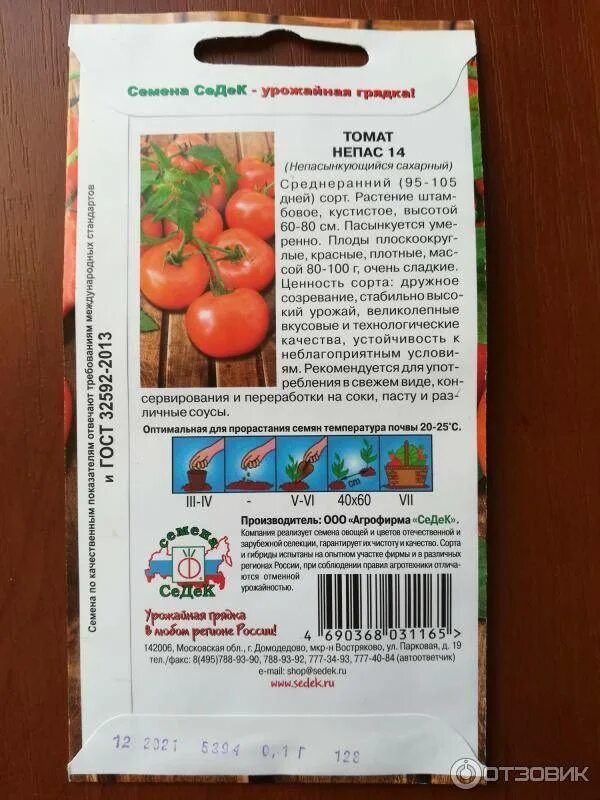 Семена СеДеК - урожайная грядка!
ТОМАТ
НЕПАС 14
(Непасынкующийся сахарный)
Среднеранний (95-105
дней) сорт. Растение штам-
бовое, кустистое, высотой
60-80 см. Пасынкуется уме-
ренно. Плоды плоскоокруг-
лые, красные, плотные, мас-
сой 80-100 г, очень сладкие.
Ценность сорта: дружное
созревание, стабильно высо-
кий урожай, великолепные
вкусовые и технологические
качества, устойчивость к
неблагоприятным услови-
ям. Рекомендуется для упот-
ребления в свежем виде, кон-
сервирования и переработки на соки, пасту и раз-
личные соусы.
Оптимальная для прорастания семян температура почвы 20-25°С.
cm
III-IV - V-VI 40x60 VII
Производитель: ООО «Агрофирма «СеДеК».
Компания реализует семена овощей и цветов отечественной и
зарубежной селекции, гарантирует их чистоту и качество. Сорта
и гибриды испытаны на опытном участке фирмы и в различных
регионах России, при соблюдении правил агротехники отлича-
ются отменной
урожайностью.
семена
СеДеК
Урожайная грядка
в любом регионе России!
4 690368 031165 >
142006, Московская обл., г. Домодедово, мкр-н Востряково, ул. Парковая, д. 19
тел./факс: 8(495)788-93-90, 788-93-92, 777-34-93, 777-40-84 (автоответчик)
e-mail: shop@sedek.ru
www.sedek.ru
12 2021 5394 0,1 Г 128
Семена по качественным показателям отвечают требованиям международных стандартов
и ГОСТ 32592-2013
ОТЗОВИК